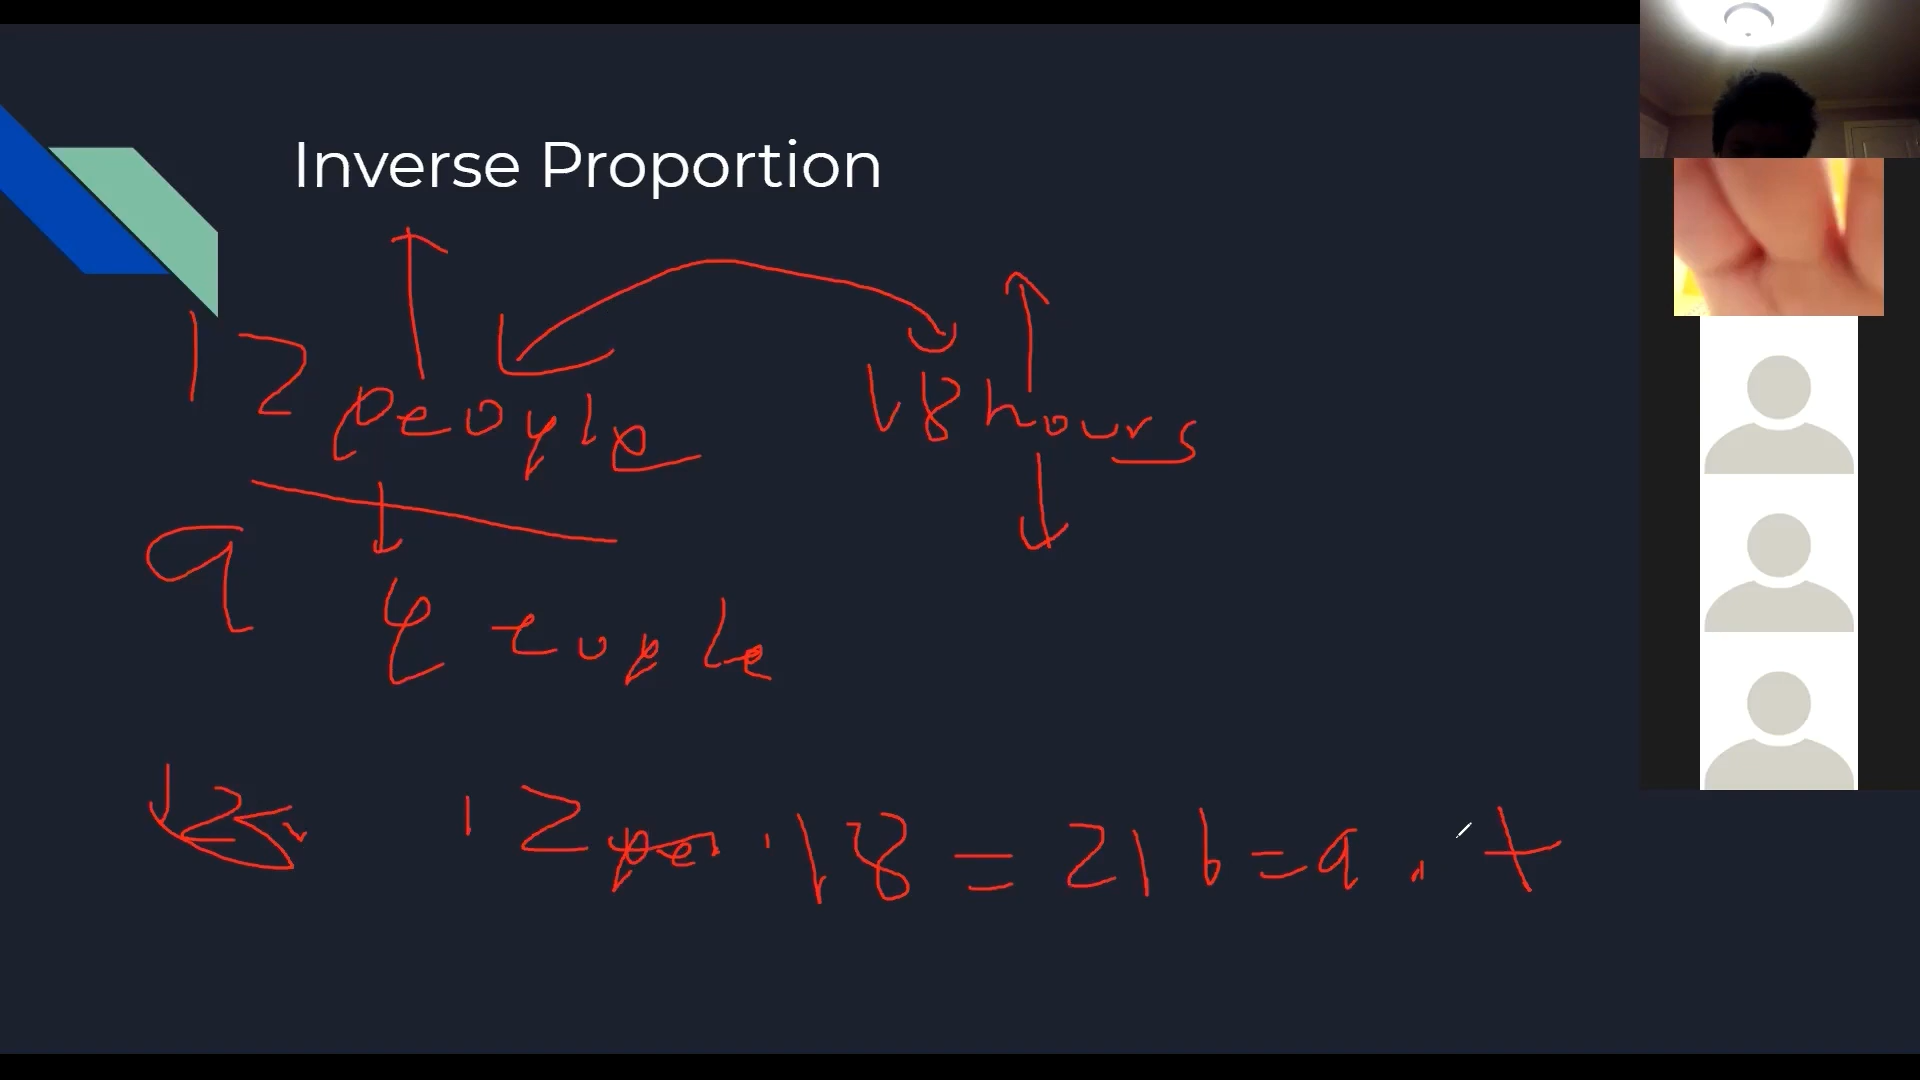 Inverse Proportion
12 people 18 hours
9 people
12 · 18 = 216 = 9 · t